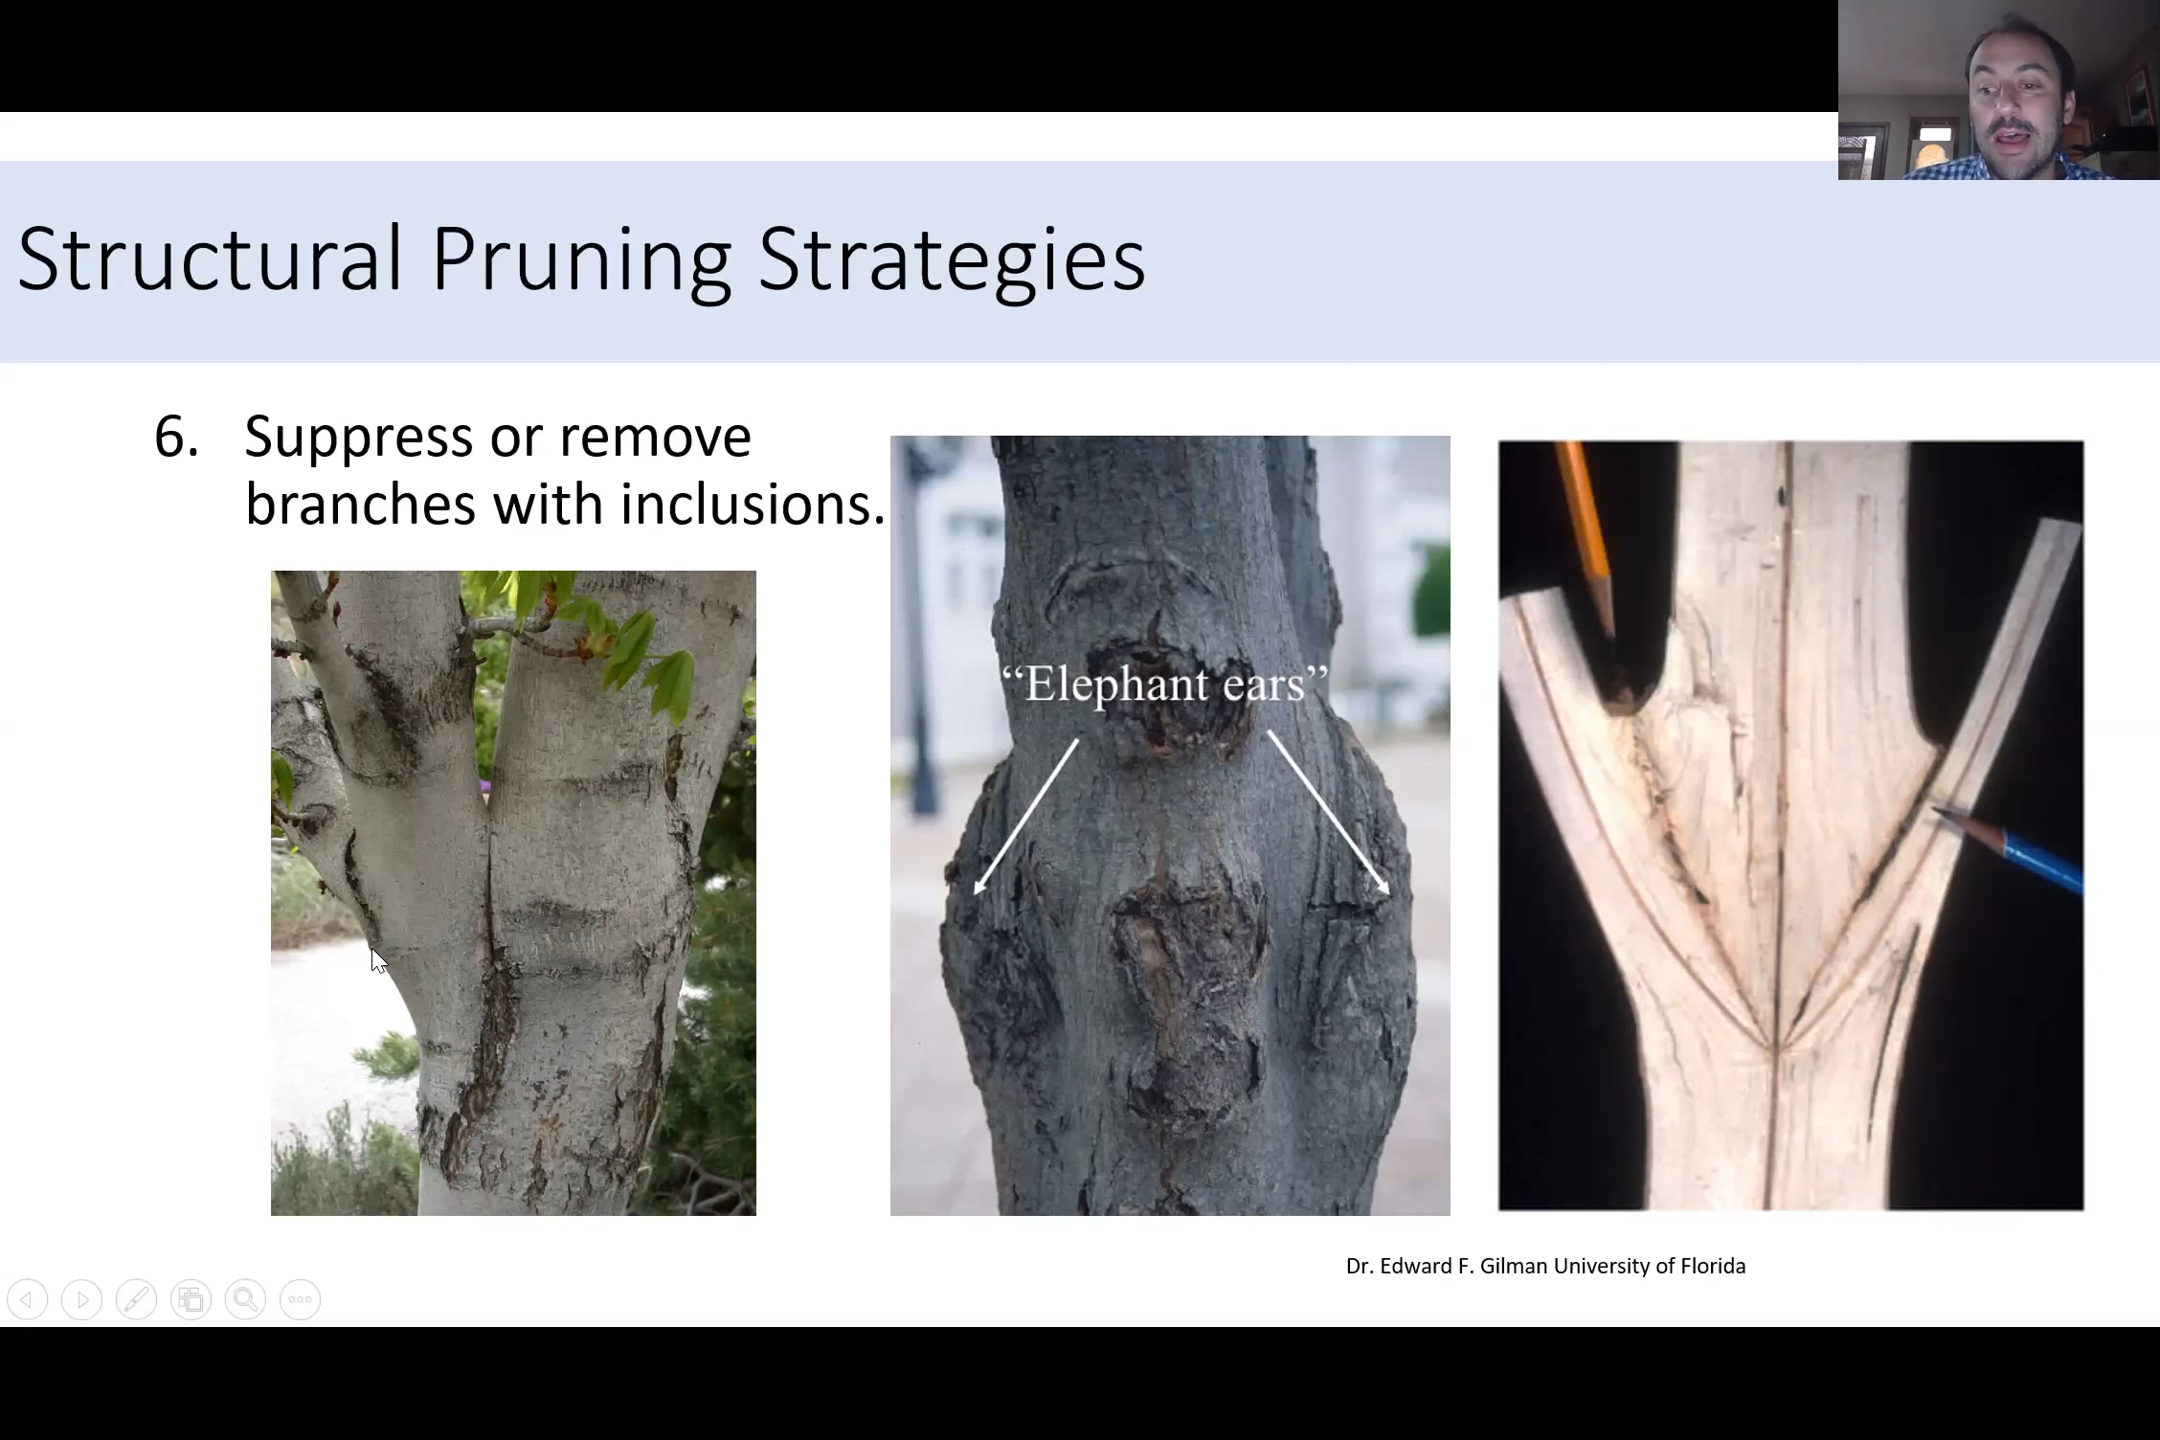 Structural Pruning Strategies
6. Suppress or remove
branches with inclusions.
“Elephant ears”
Dr. Edward F. Gilman University of Florida